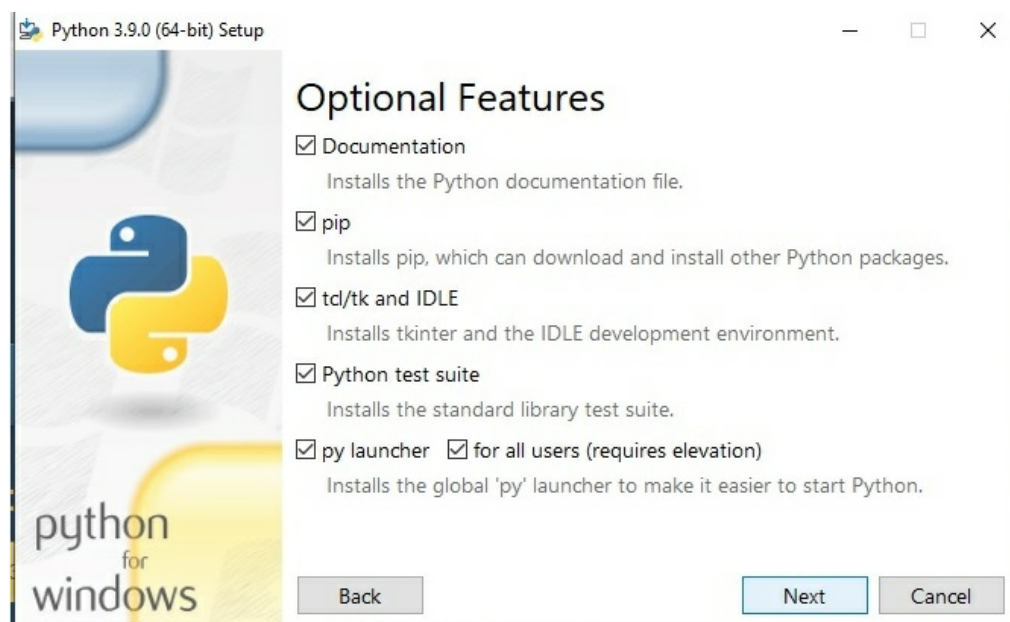 Python 3.9.0 (64-bit) Setup
Optional Features
Documentation
Installs the Python documentation file.
pip
Installs pip, which can download and install other Python packages.
tcl/tk and IDLE
Installs tkinter and the IDLE development environment.
Python test suite
Installs the standard library test suite.
py launcher for all users (requires elevation)
Installs the global 'py' launcher to make it easier to start Python.
python
for
windows
Back Next Cancel